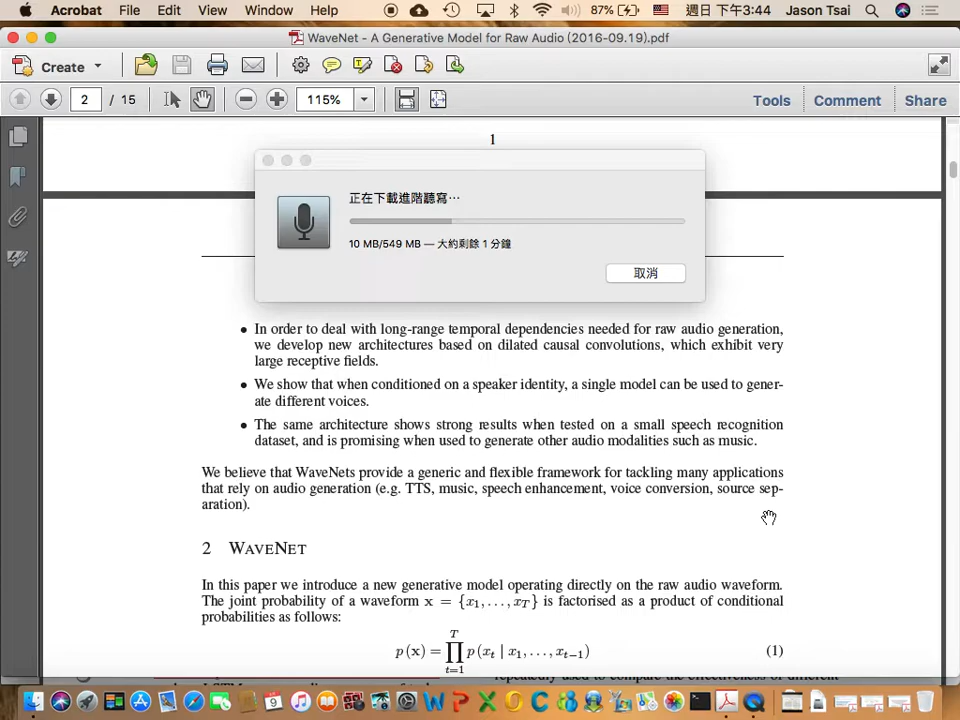 Acrobat File Edit View Window Help 87% 週日 下午3:44 Jason Tsai
WaveNet - A Generative Model for Raw Audio (2016-09.19).pdf
Create
2 / 15 115% Tools Comment Share
1
正在下載進階聽寫⋯
10 MB/549 MB — 大約剩餘 1 分鐘
取消
• In order to deal with long-range temporal dependencies needed for raw audio generation,
we develop new architectures based on dilated causal convolutions, which exhibit very
large receptive fields.
• We show that when conditioned on a speaker identity, a single model can be used to gener-
ate different voices.
• The same architecture shows strong results when tested on a small speech recognition
dataset, and is promising when used to generate other audio modalities such as music.
We believe that WaveNets provide a generic and flexible framework for tackling many applications
that rely on audio generation (e.g. TTS, music, speech enhancement, voice conversion, source sep-
aration).
2 WAVENET
In this paper we introduce a new generative model operating directly on the raw audio waveform.
The joint probability of a waveform x = {x1, . . . , xT} is factorised as a product of conditional
probabilities as follows:
p (x) = ∏_{t=1}^{T} p (xt | x1, . . . , xt−1) (1)